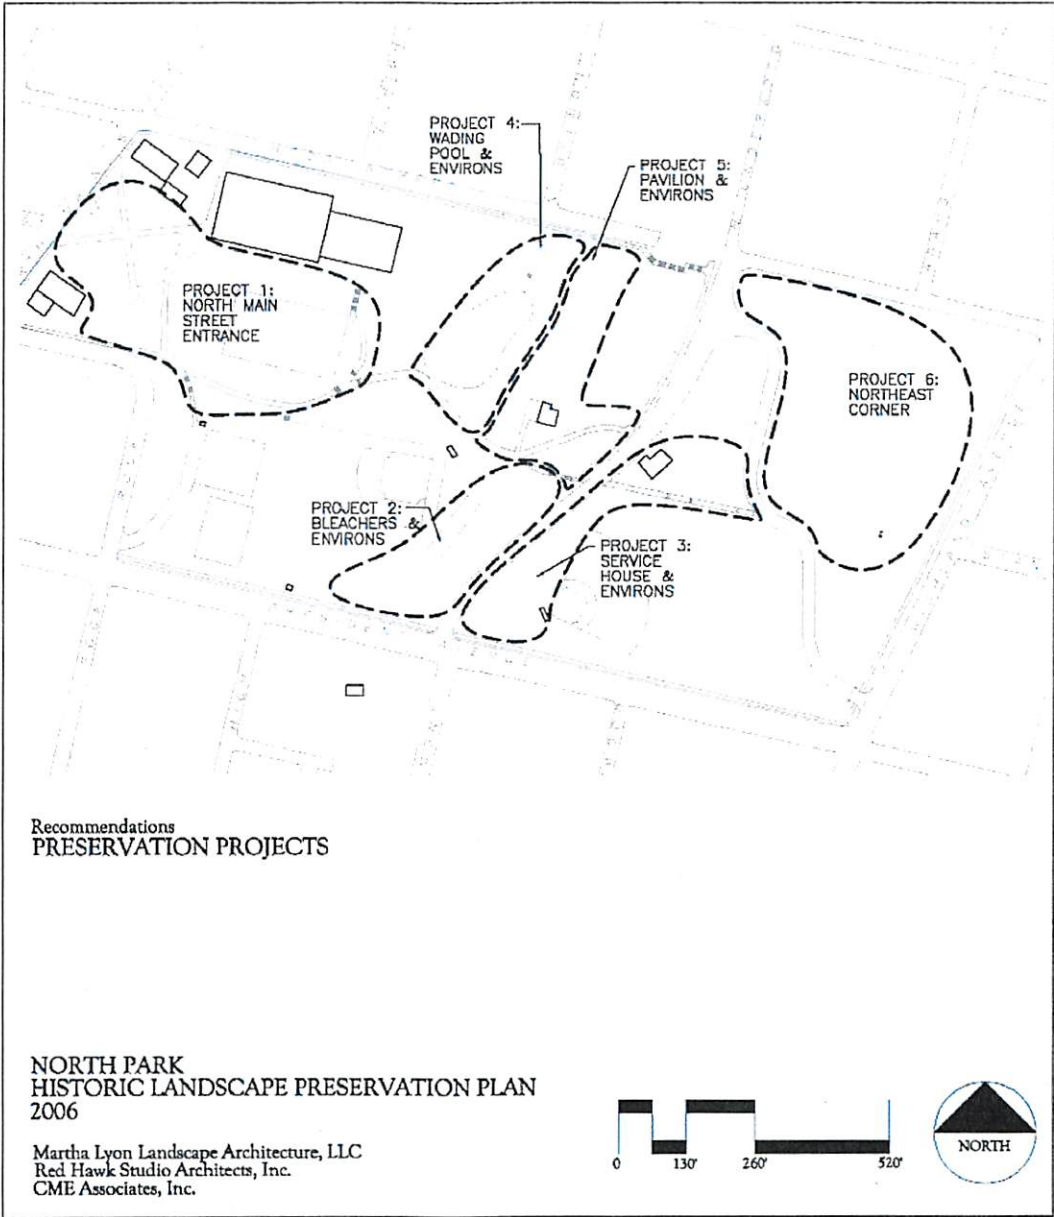 PROJECT 4:
WADING
POOL &
ENVIRONS
PROJECT 5:
PAVILION &
ENVIRONS
PROJECT 1:
NORTH MAIN
STREET
ENTRANCE
PROJECT 6:
NORTHEAST
CORNER
PROJECT 2:
BLEACHERS &
ENVIRONS
PROJECT 3:
SERVICE
HOUSE &
ENVIRONS
Recommendations
PRESERVATION PROJECTS
NORTH PARK
HISTORIC LANDSCAPE PRESERVATION PLAN
2006
Martha Lyon Landscape Architecture, LLC
Red Hawk Studio Architects, Inc.
CME Associates, Inc.
0 130' 260' 520'
NORTH